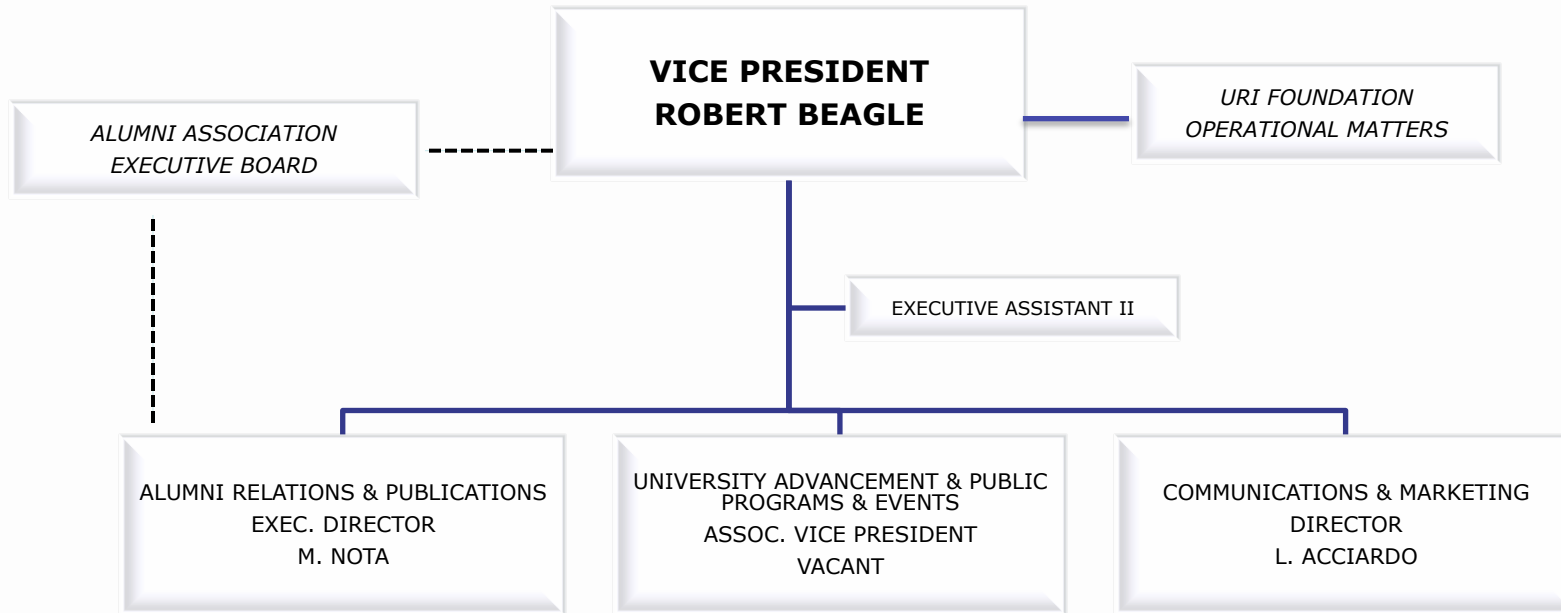 VICE PRESIDENT
ROBERT BEAGLE
URI FOUNDATION
OPERATIONAL MATTERS
ALUMNI ASSOCIATION
EXECUTIVE BOARD
EXECUTIVE ASSISTANT II
ALUMNI RELATIONS & PUBLICATIONS
EXEC. DIRECTOR
M. NOTA
UNIVERSITY ADVANCEMENT & PUBLIC
PROGRAMS & EVENTS
ASSOC. VICE PRESIDENT
VACANT
COMMUNICATIONS & MARKETING
DIRECTOR
L. ACCIARDO